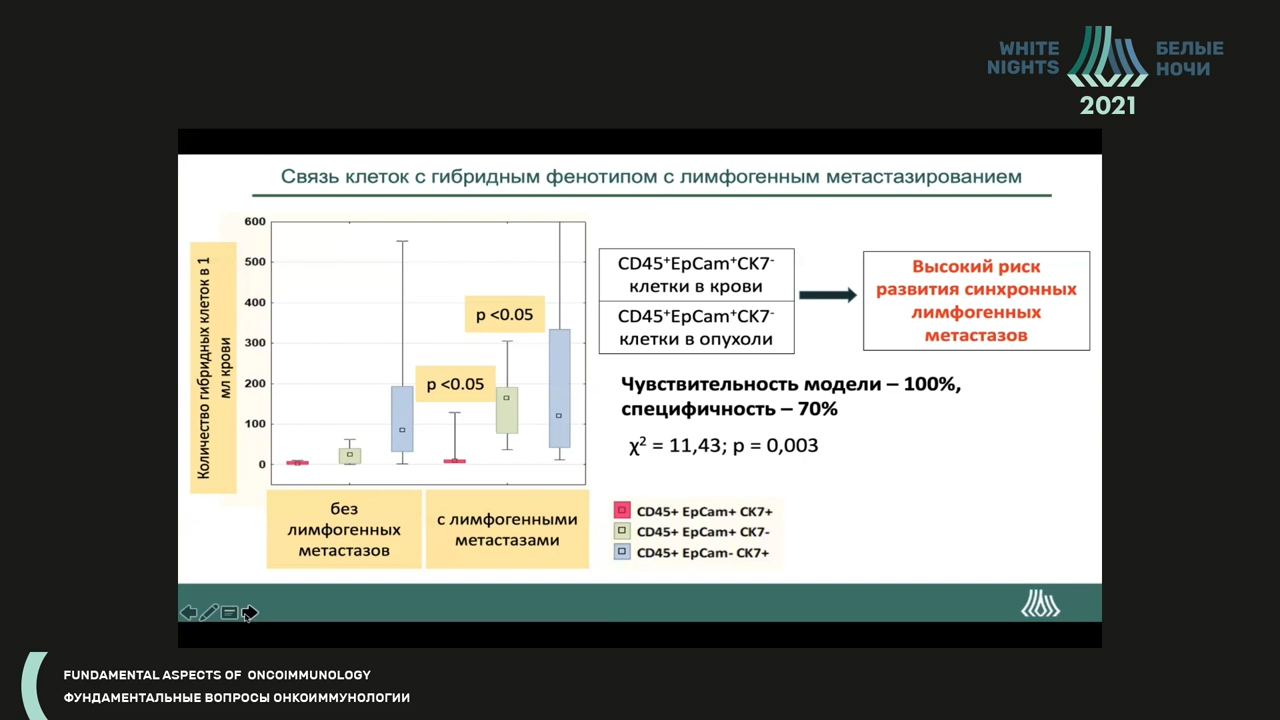 WHITE
NIGHTS
БЕЛЫЕ
НОЧИ
2021
Связь клеток с гибридным фенотипом с лимфогенным метастазированием
Количество гибридных клеток в 1
мл крови
600
500
400
300
200
100
0
p <0.05
p <0.05
без
лимфогенных
метастазов
с лимфогенными
метастазами
CD45⁺EpCam⁺CK7⁻
клетки в крови
CD45⁺EpCam⁺CK7⁻
клетки в опухоли
Высокий риск
развития синхронных
лимфогенных
метастазов
Чувствительность модели – 100%,
специфичность – 70%
χ² = 11,43; p = 0,003
CD45+ EpCam+ CK7+
CD45+ EpCam+ CK7-
CD45+ EpCam- CK7+
FUNDAMENTAL ASPECTS OF ONCOIMMUNOLOGY
ФУНДАМЕНТАЛЬНЫЕ ВОПРОСЫ ОНКОИММУНОЛОГИИ